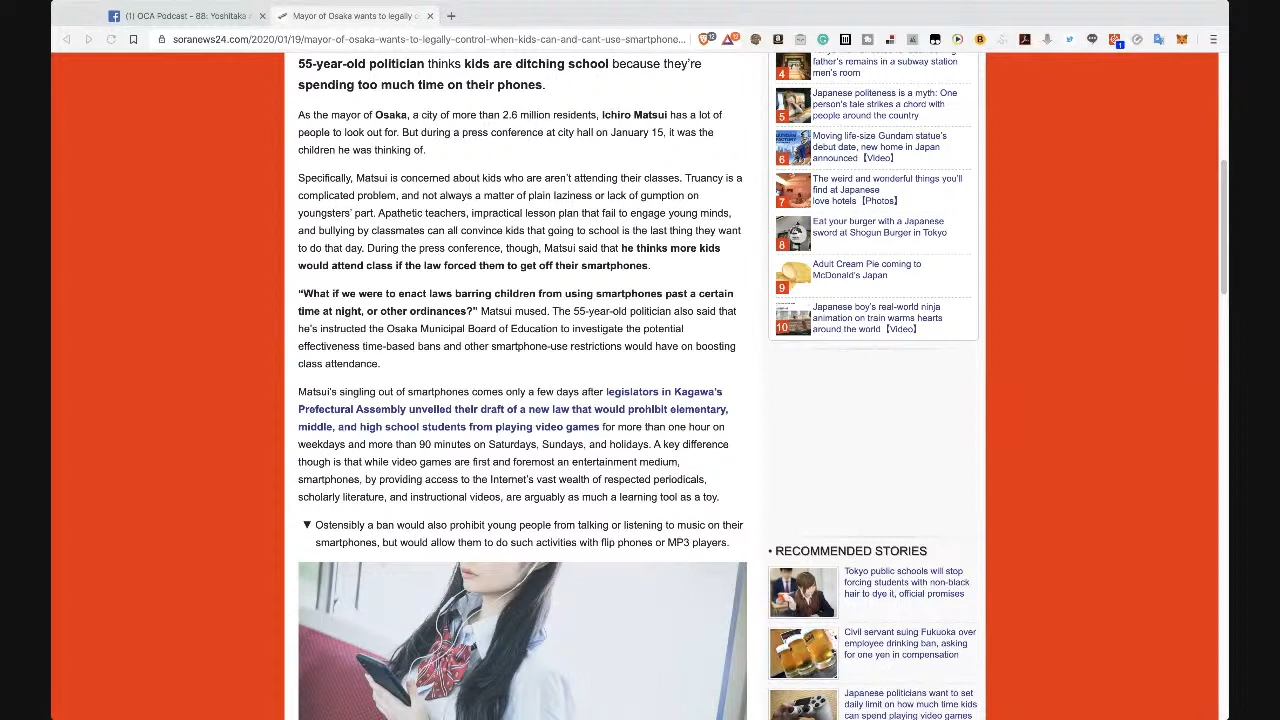 (1) OCA Podcast - 88: Yoshitaka
Mayor of Osaka wants to legally
soranews24.com/2020/01/19/mayor-of-osaka-wants-to-legally-control-when-kids-can-and-cant-use-smartphone...
55-year-old politician thinks kids are ditching school because they’re
spending too much time on their phones.
As the mayor of Osaka, a city of more than 2.6 million residents, Ichiro Matsui has a lot of
people to look out for. But during a press conference at city hall on January 15, it was the
children he was thinking of.
Specifically, Matsui is concerned about kids who are aren’t attending their classes. Truancy is a
complicated problem, and not always a matter of plain laziness or lack of gumption on
youngsters’ part. Apathetic teachers, impractical lesson plan that fail to engage young minds,
and bullying by classmates can all convince kids that going to school is the last thing they want
to do that day. During the press conference, though, Matsui said that he thinks more kids
would attend class if the law forced them to get off their smartphones.
“What if we were to enact laws barring children from using smartphones past a certain
time at night, or other ordinances?” Matsui mused. The 55-year-old politician also said that
he’s instructed the Osaka Municipal Board of Education to investigate the potential
effectiveness time-based bans and other smartphone-use restrictions would have on boosting
class attendance.
Matsui’s singling out of smartphones comes only a few days after legislators in Kagawa’s
Prefectural Assembly unveiled their draft of a new law that would prohibit elementary,
middle, and high school students from playing video games for more than one hour on
weekdays and more than 90 minutes on Saturdays, Sundays, and holidays. A key difference
though is that while video games are first and foremost an entertainment medium,
smartphones, by providing access to the Internet’s vast wealth of respected periodicals,
scholarly literature, and instructional videos, are arguably as much a learning tool as a toy.
▼ Ostensibly a ban would also prohibit young people from talking or listening to music on their
smartphones, but would allow them to do such activities with flip phones or MP3 players.
father’s remains in a subway station
men’s room
4
Japanese politeness is a myth: One
person’s tale strikes a chord with
people around the country
5
Moving life-size Gundam statue’s
debut date, new home in Japan
announced【Video】
6
The weird and wonderful things you’ll
find at Japanese
love hotels【Photos】
7
Eat your burger with a Japanese
sword at Shogun Burger in Tokyo
8
Adult Cream Pie coming to
McDonald’s Japan
9
Japanese boy’s real-world ninja
animation on train warms hearts
around the world【Video】
10
• RECOMMENDED STORIES
Tokyo public schools will stop
forcing students with non-black
hair to dye it, official promises
Civil servant suing Fukuoka over
employee drinking ban, asking
for one yen in compensation
Japanese politicians want to set
daily limit on how much time kids
can spend playing video games